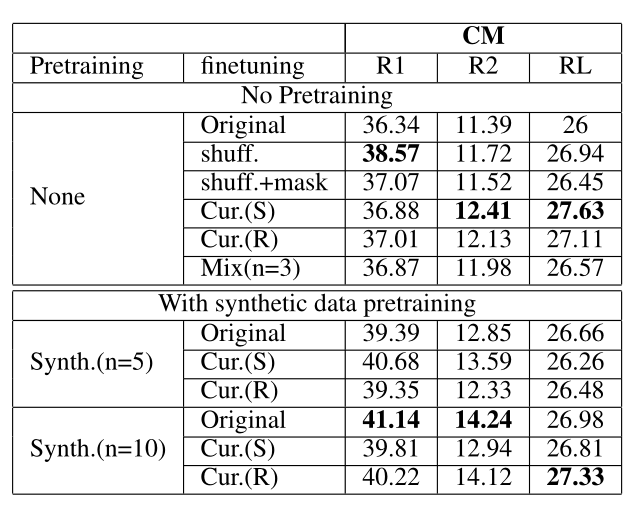 CM
Pretraining finetuning R1 R2 RL
No Pretraining
None
Original 36.34 11.39 26
shuff. 38.57 11.72 26.94
shuff.+mask 37.07 11.52 26.45
Cur.(S) 36.88 12.41 27.63
Cur.(R) 37.01 12.13 27.11
Mix(n=3) 36.87 11.98 26.57
With synthetic data pretraining
Synth.(n=5)
Original 39.39 12.85 26.66
Cur.(S) 40.68 13.59 26.26
Cur.(R) 39.35 12.33 26.48
Synth.(n=10)
Original 41.14 14.24 26.98
Cur.(S) 39.81 12.94 26.81
Cur.(R) 40.22 14.12 27.33